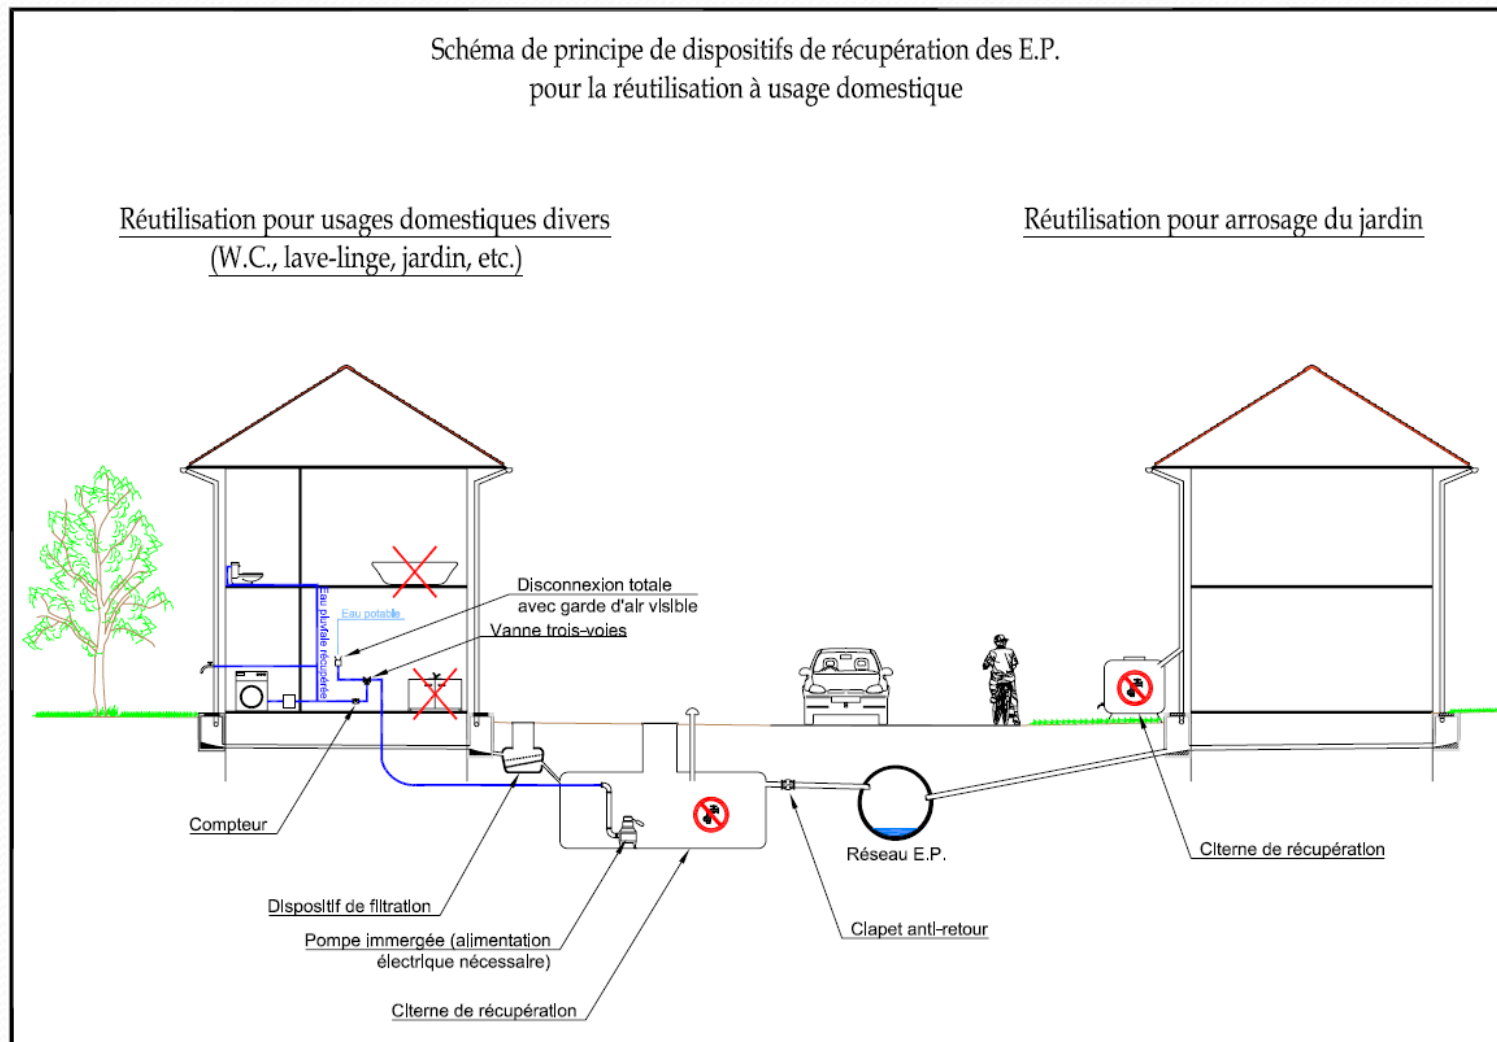 Schéma de principe de dispositifs de récupération des E.P.
pour la réutilisation à usage domestique
Réutilisation pour usages domestiques divers
(W.C., lave-linge, jardin, etc.)
Réutilisation pour arrosage du jardin
Disconnexion totale
avec garde d'air visible
Vanne trois-voies
Eau potable
Eau pluviale récupérée
Compteur
Réseau E.P.
Citerne de récupération
Dispositif de filtration
Clapet anti-retour
Pompe immergée (alimentation
électrique nécessaire)
Citerne de récupération